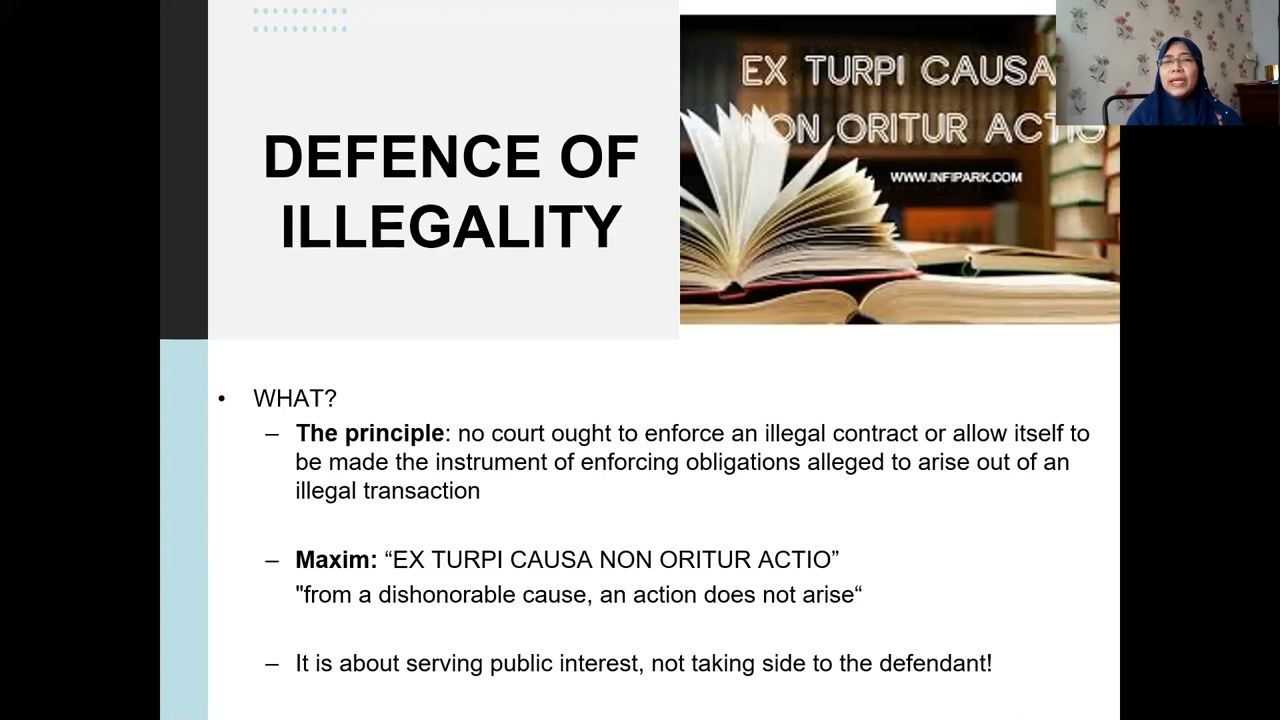 DEFENCE OF
ILLEGALITY
EX TURPI CAUSA
NON ORITUR ACTIO
WWW.INFIPARK.COM
• WHAT?
– The principle: no court ought to enforce an illegal contract or allow itself to
be made the instrument of enforcing obligations alleged to arise out of an
illegal transaction
– Maxim: “EX TURPI CAUSA NON ORITUR ACTIO”
"from a dishonorable cause, an action does not arise“
– It is about serving public interest, not taking side to the defendant!